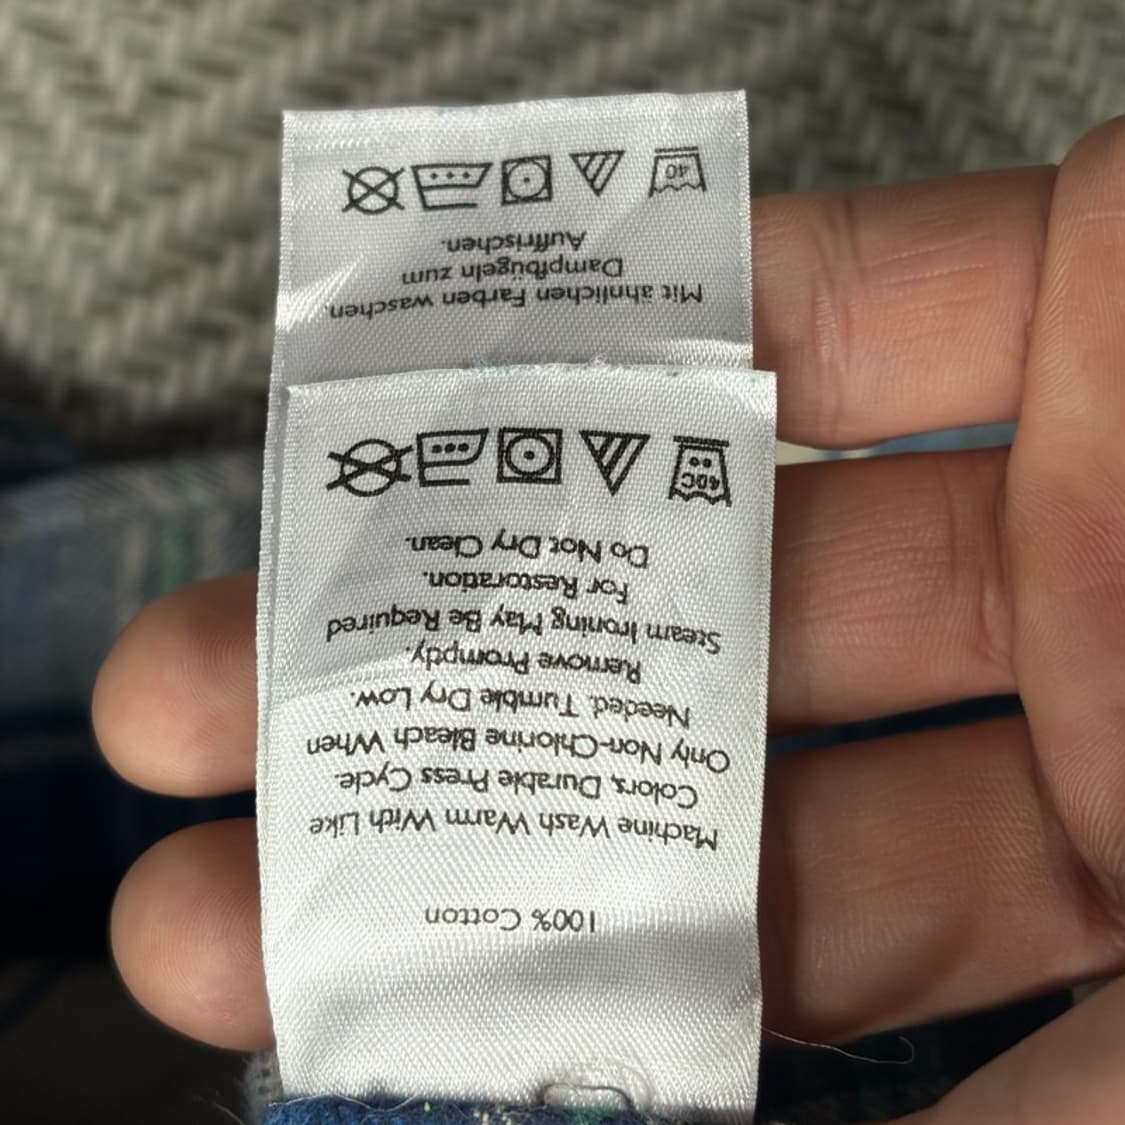 100% Cotton
Machine Wash Warm With Like
Colors, Durable Press Cycle.
Only Non-Chlorine Bleach When
Needed. Tumble Dry Low.
Remove Promptly.
Steam Ironing May Be Required
For Restoration.
Do Not Dry Clean.
40C
Mit ähnlichen Farben waschen.
Dampfbügeln zum
Auffrischen.
40